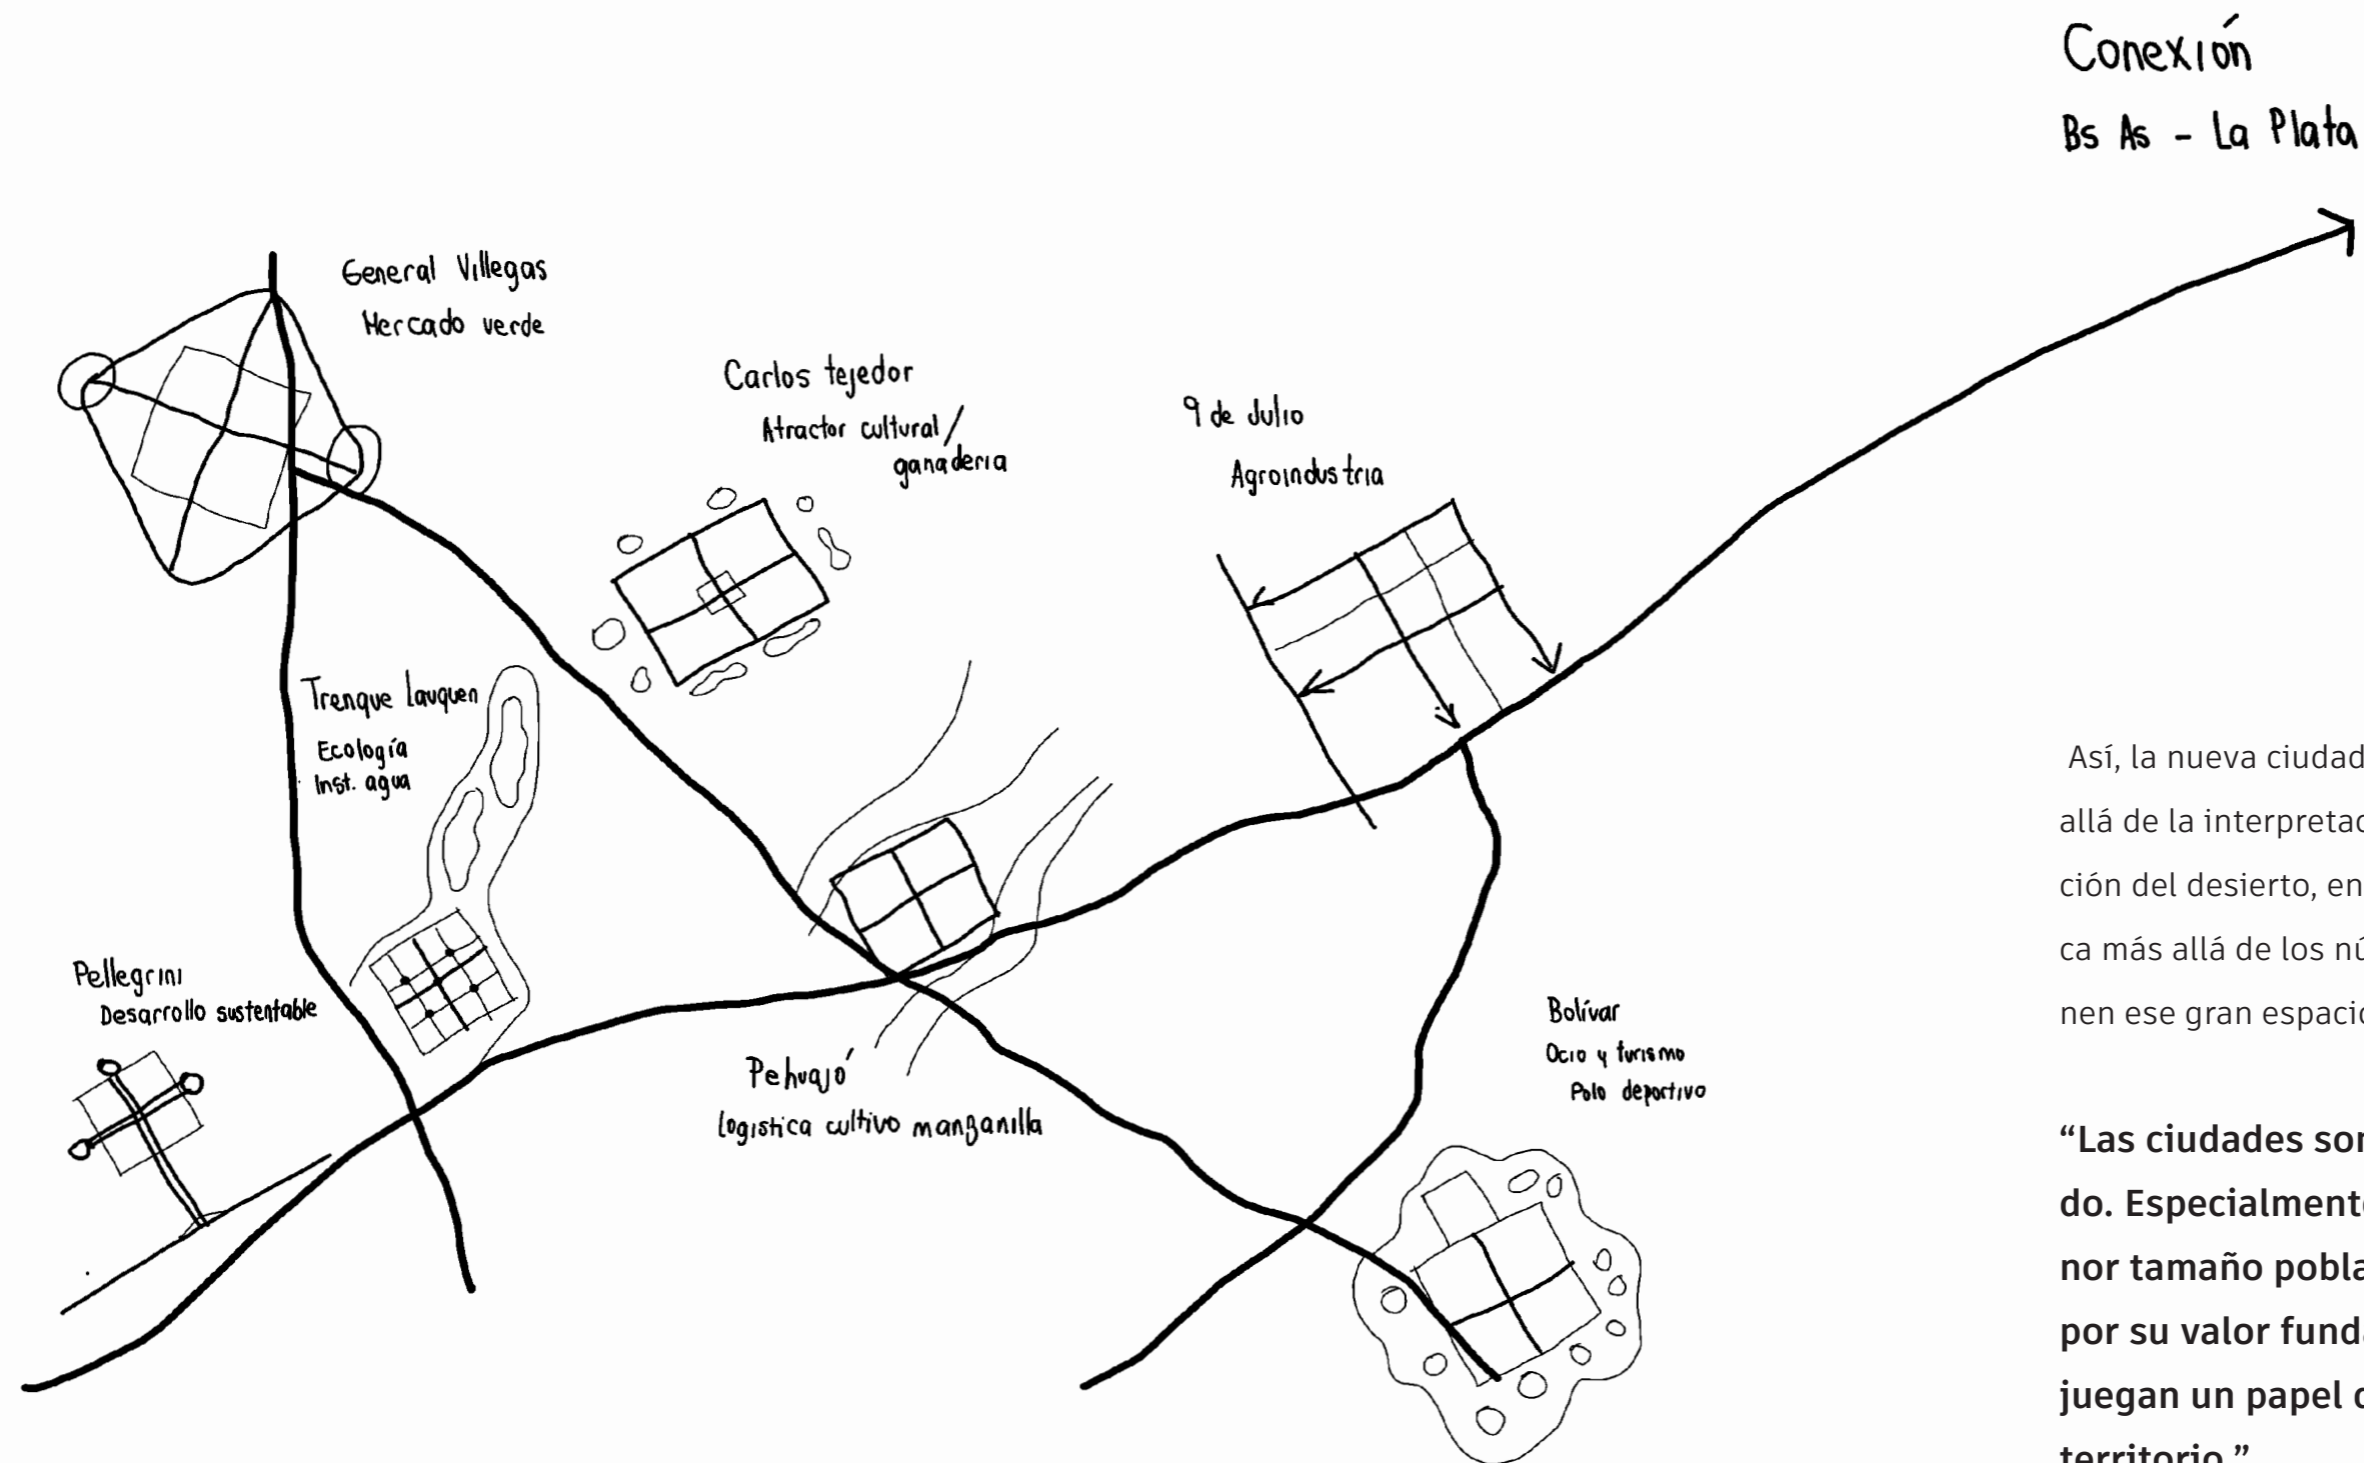 Conexión
Bs As - La Plata
General Villegas
Mercado verde
Carlos tejedor
Atractor cultural/
ganaderia
9 de Julio
Agroindustria
Trenque Lauquen
Ecología
Inst. agua
Pellegrini
Desarrollo sustentable
Pehuajó
Logistica cultivo manzanilla
Bolívar
Ocio y turismo
Polo deportivo
Así, la nueva ciudad
allá de la interpretac
ción del desierto, en
ca más allá de los nú
nen ese gran espacio
“Las ciudades son
do. Especialmente
nor tamaño pobla
por su valor funda
juegan un papel
territorio.”